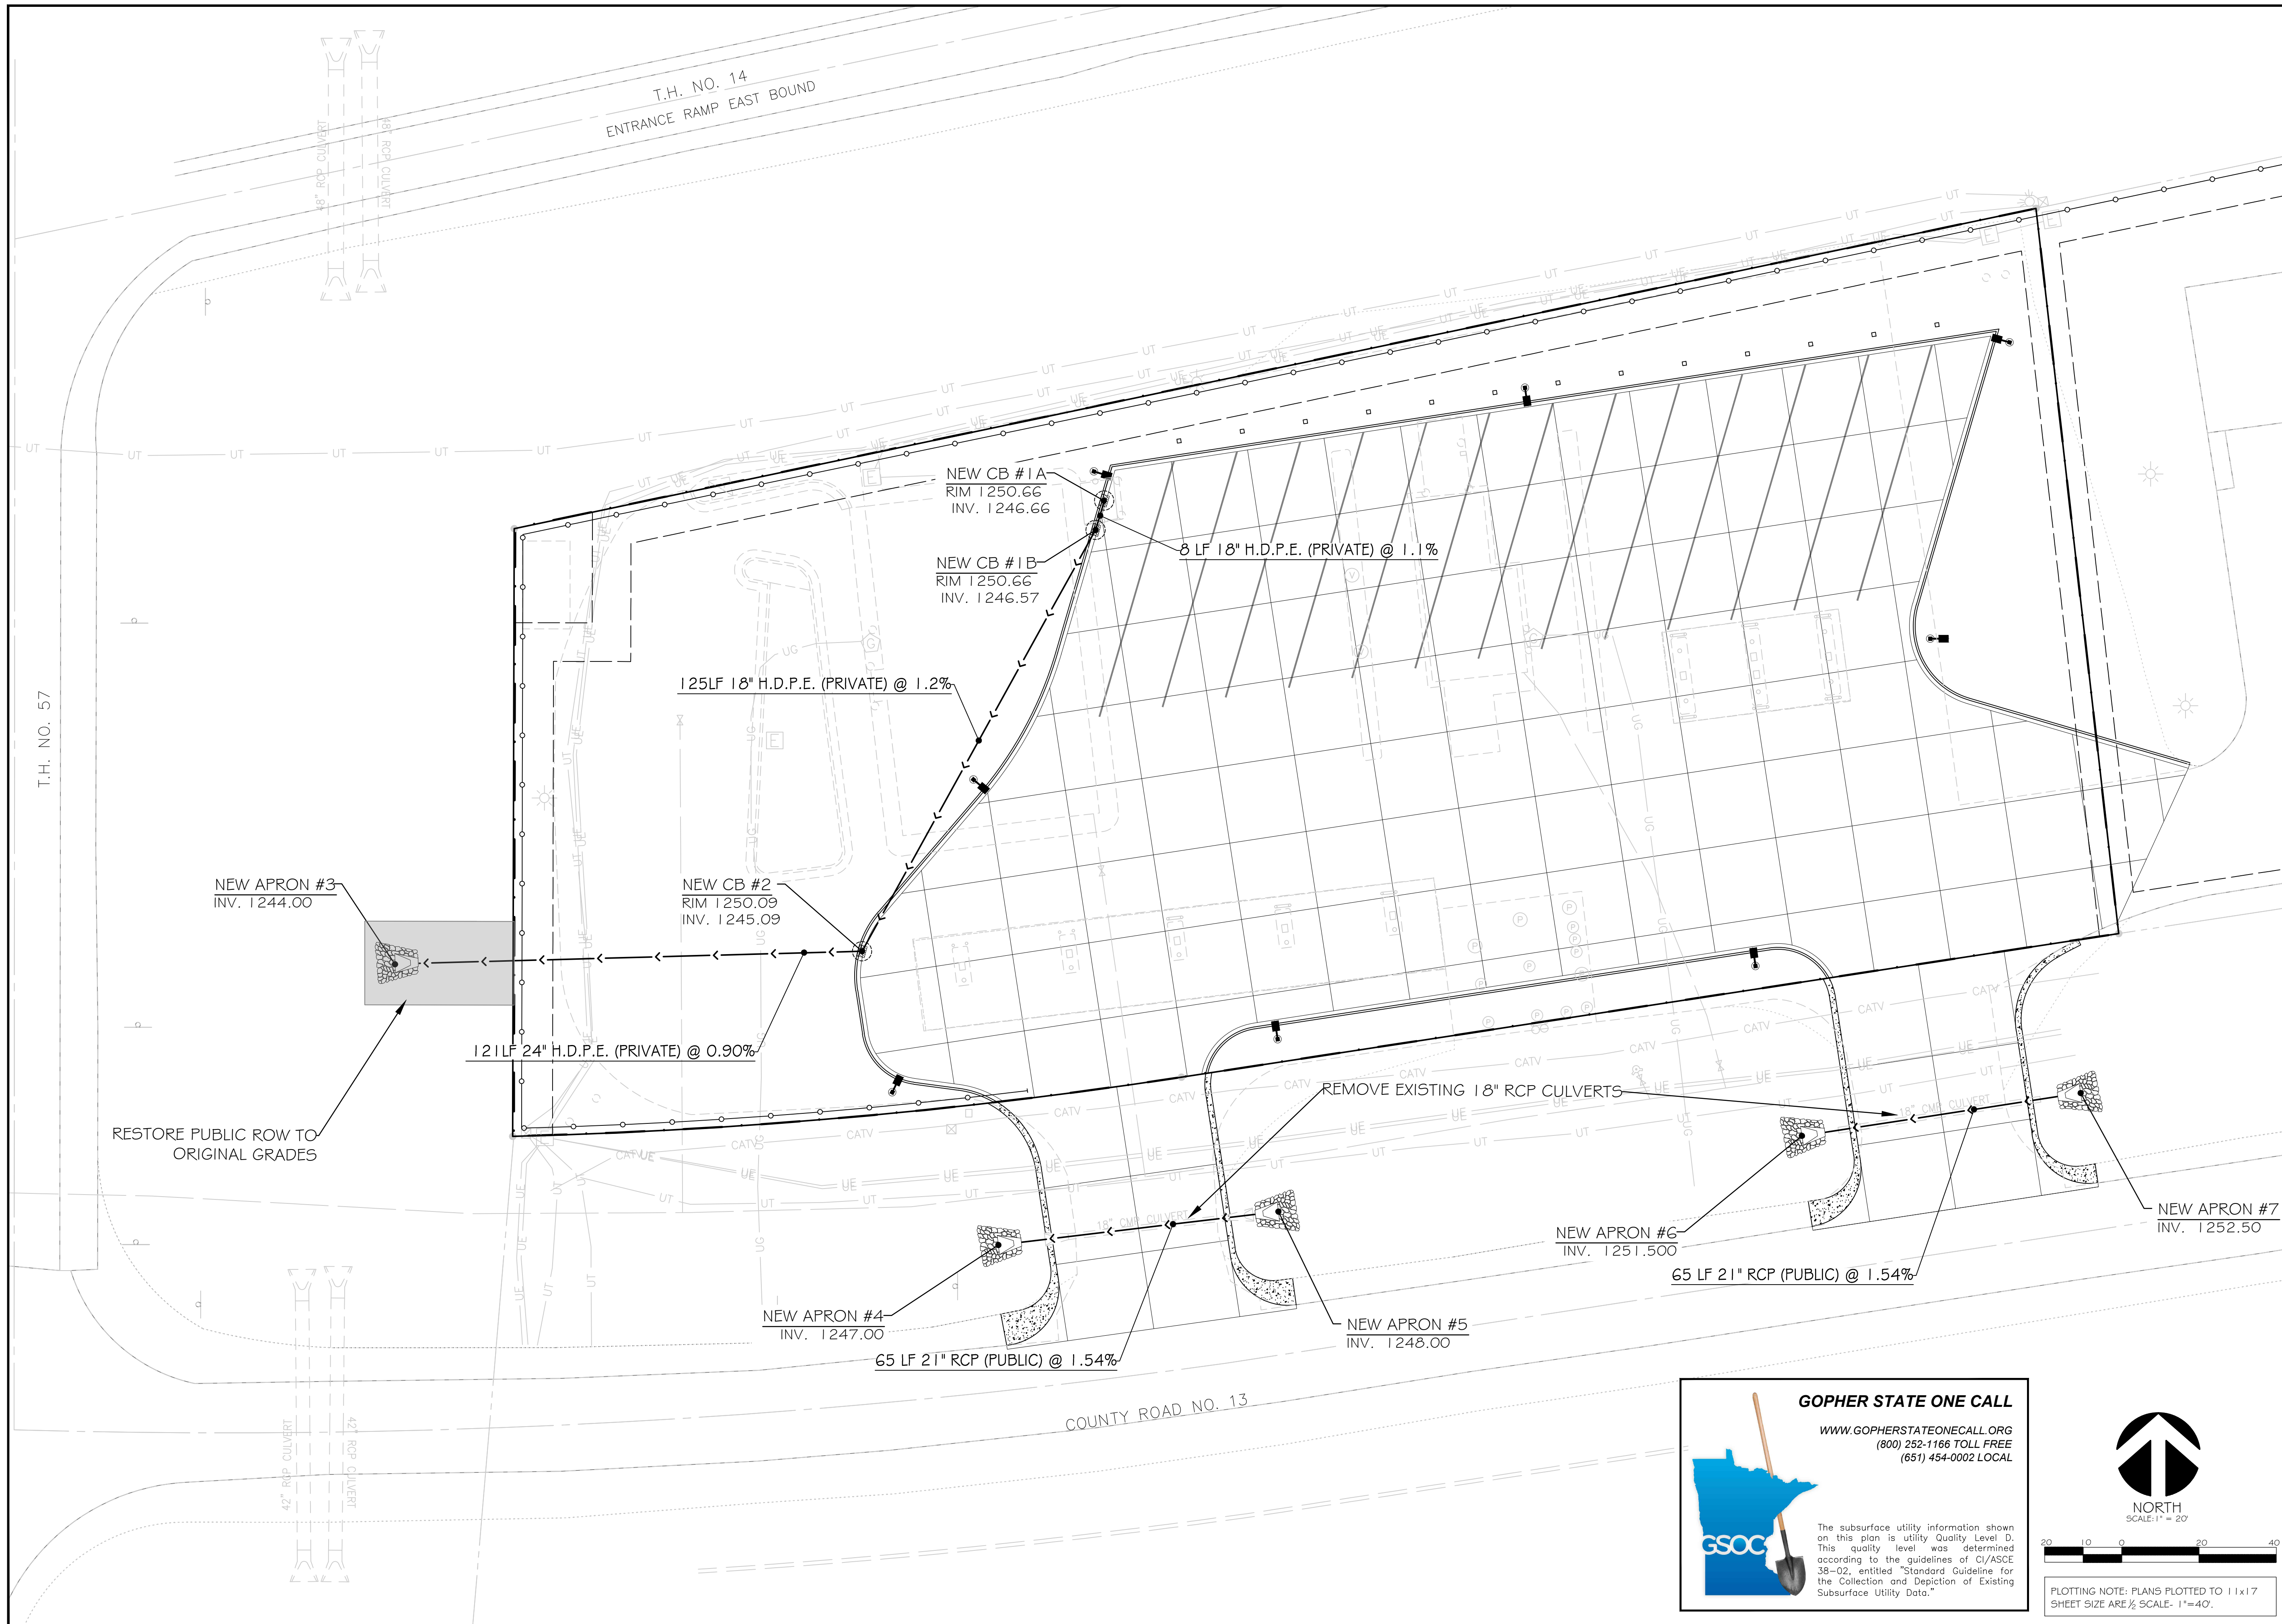 T.H. NO. 14
ENTRANCE RAMP EAST BOUND
48" RCP CULVERT
48" RCP CULVERT
T.H. NO. 57
NEW CB #1A
RIM 1250.66
INV. 1246.66
8 LF 18" H.D.P.E. (PRIVATE) @ 1.1%
NEW CB #1B
RIM 1250.66
INV. 1246.57
125LF 18" H.D.P.E. (PRIVATE) @ 1.2%
NEW APRON #3
INV. 1244.00
NEW CB #2
RIM 1250.09
INV. 1245.09
121LF 24" H.D.P.E. (PRIVATE) @ 0.90%
RESTORE PUBLIC ROW TO
ORIGINAL GRADES
REMOVE EXISTING 18" RCP CULVERTS
18" CMP CULVERT
18" CMP CULVERT
NEW APRON #4
INV. 1247.00
65 LF 21" RCP (PUBLIC) @ 1.54%
NEW APRON #5
INV. 1248.00
NEW APRON #6
INV. 1251.500
65 LF 21" RCP (PUBLIC) @ 1.54%
NEW APRON #7
INV. 1252.50
42" RCP CULVERT
42" RCP CULVERT
COUNTY ROAD NO. 13
UT
UE
UG
CATV
E
G
V
P
GOPHER STATE ONE CALL
WWW.GOPHERSTATEONECALL.ORG
(800) 252-1166 TOLL FREE
(651) 454-0002 LOCAL
GSOC
The subsurface utility information shown
on this plan is utility Quality Level D.
This quality level was determined
according to the guidelines of CI/ASCE
38-02, entitled "Standard Guideline for
the Collection and Depiction of Existing
Subsurface Utility Data."
NORTH
SCALE:1" = 20'
20 10 0 20 40
PLOTTING NOTE: PLANS PLOTTED TO 11x17
SHEET SIZE ARE ½ SCALE- 1"=40'.